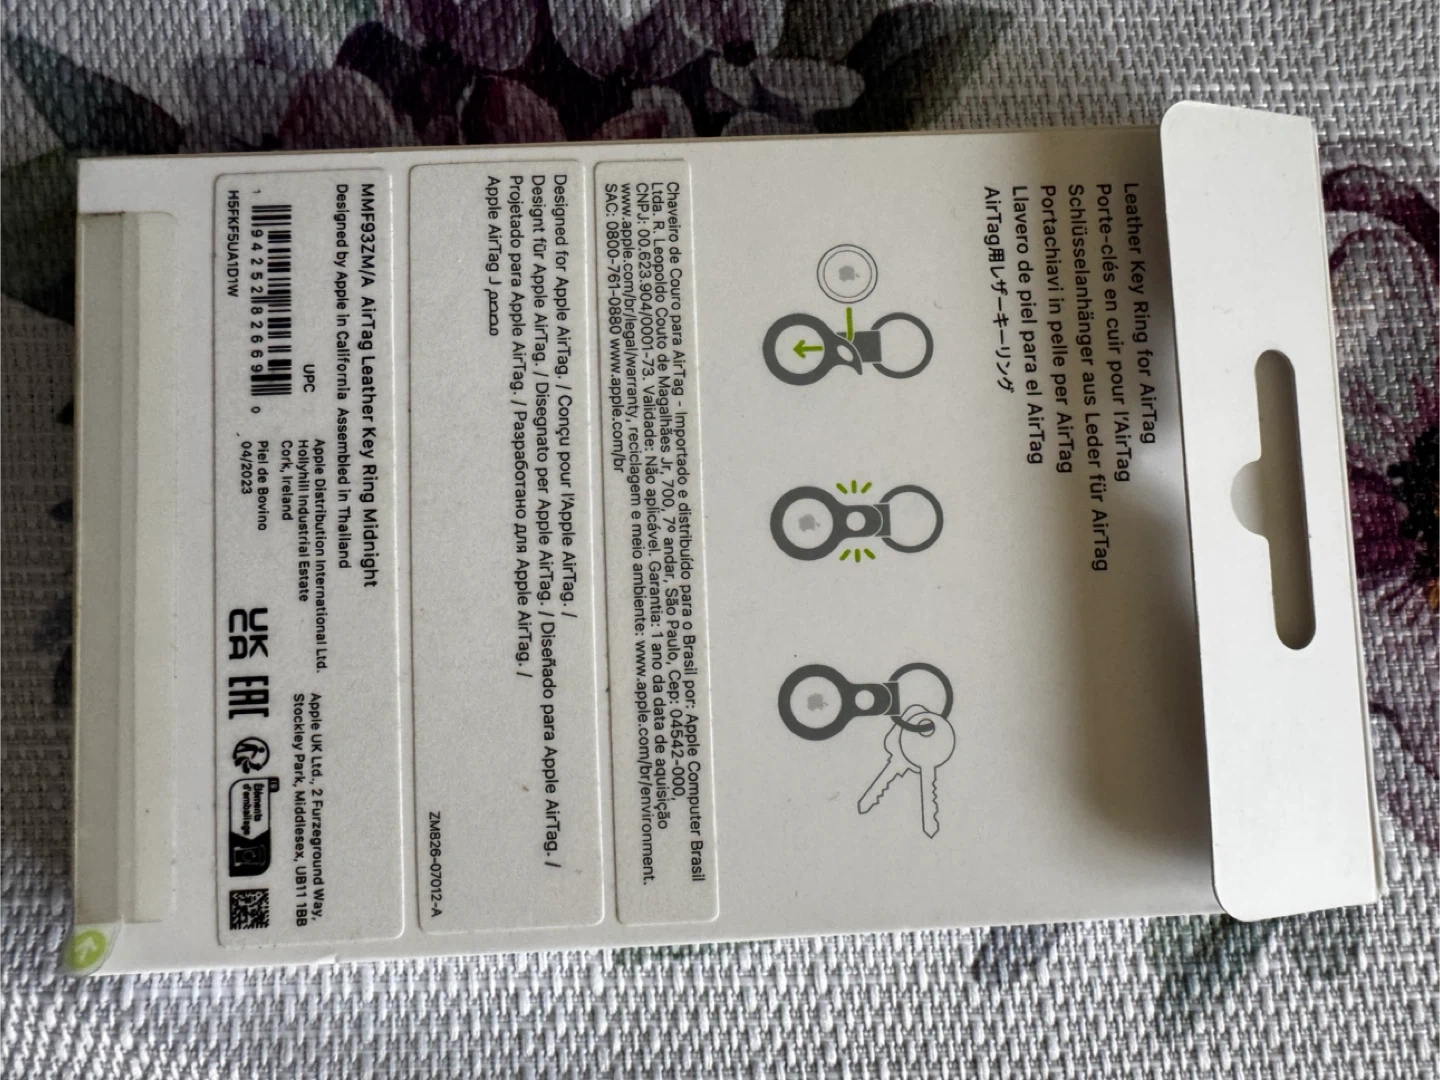 Leather Key Ring for AirTag
Porte-clés en cuir pour l'AirTag
Schlüsselanhänger aus Leder für AirTag
Portachiavi in pelle per AirTag
Llavero de piel para el AirTag
AirTag用レザーキーリング
Chaveiro de Couro para AirTag - Importado e distribuído para o Brasil por: Apple Computer Brasil
Ltda. R. Leopoldo Couto de Magalhães Jr, 700, 7º andar, São Paulo, Cep: 04542-000,
CNPJ: 00.623.904/0001-73. Validade: Não aplicável. Garantia: 1 ano da data de aquisição
www.apple.com/br/legal/warranty, reciclagem e meio ambiente: www.apple.com/br/environment.
SAC: 0800-761-0880 www.apple.com/br
Designed for Apple AirTag. / Conçu pour l'Apple AirTag. /
Designt für Apple AirTag. / Disegnato per Apple AirTag. / Diseñado para Apple AirTag. /
Projetado para Apple AirTag. / Разработано для Apple AirTag. /
مصمم لـ Apple AirTag
ZM826-07012-A
MMF93ZM/A AirTag Leather Key Ring Midnight
Designed by Apple in California Assembled in Thailand
UPC
1 94252 82669 0
H5FKF5UA1D1W
Apple Distribution International Ltd.
Hollyhill Industrial Estate
Cork, Ireland
Piel de Bovino
04/2023
Apple UK Ltd., 2 Furzeground Way,
Stockley Park, Middlesex, UB11 1BB
UK
CA
EAC
FR
Éléments
d'emballage